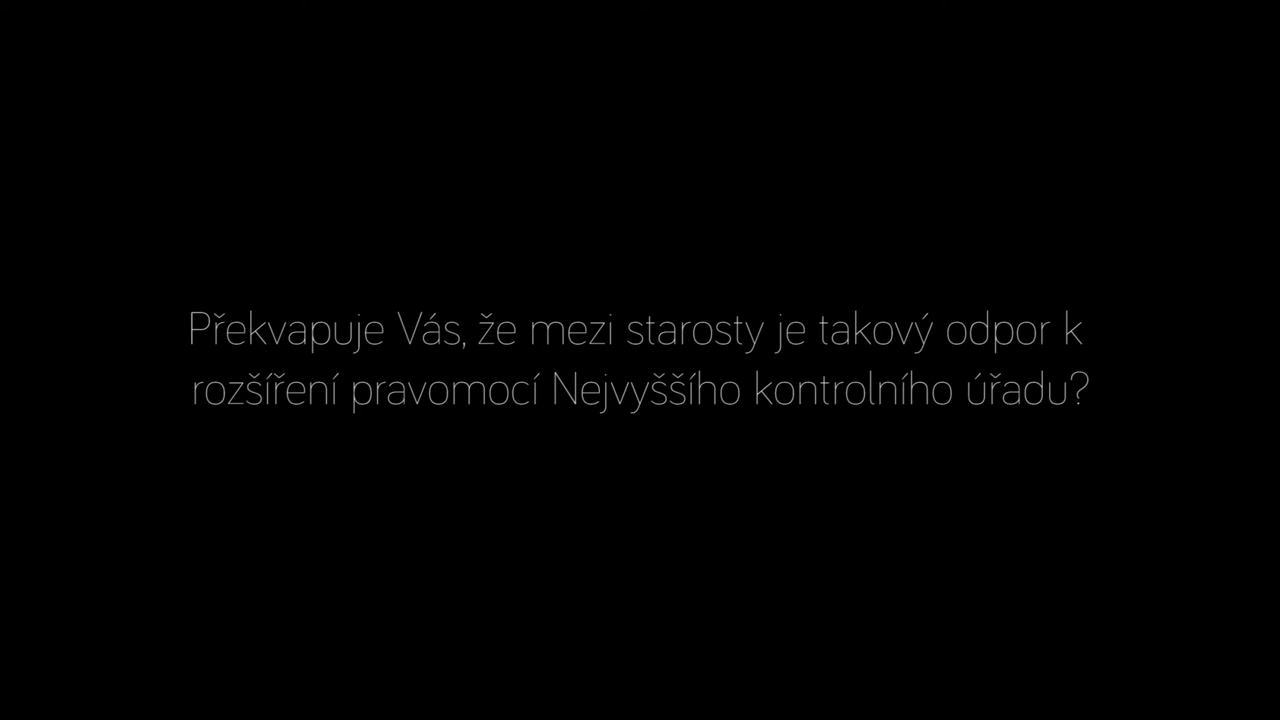 Překvapuje Vás, že mezi starosty je takový odpor k
rozšíření pravomocí Nejvyššího kontrolního úřadu?